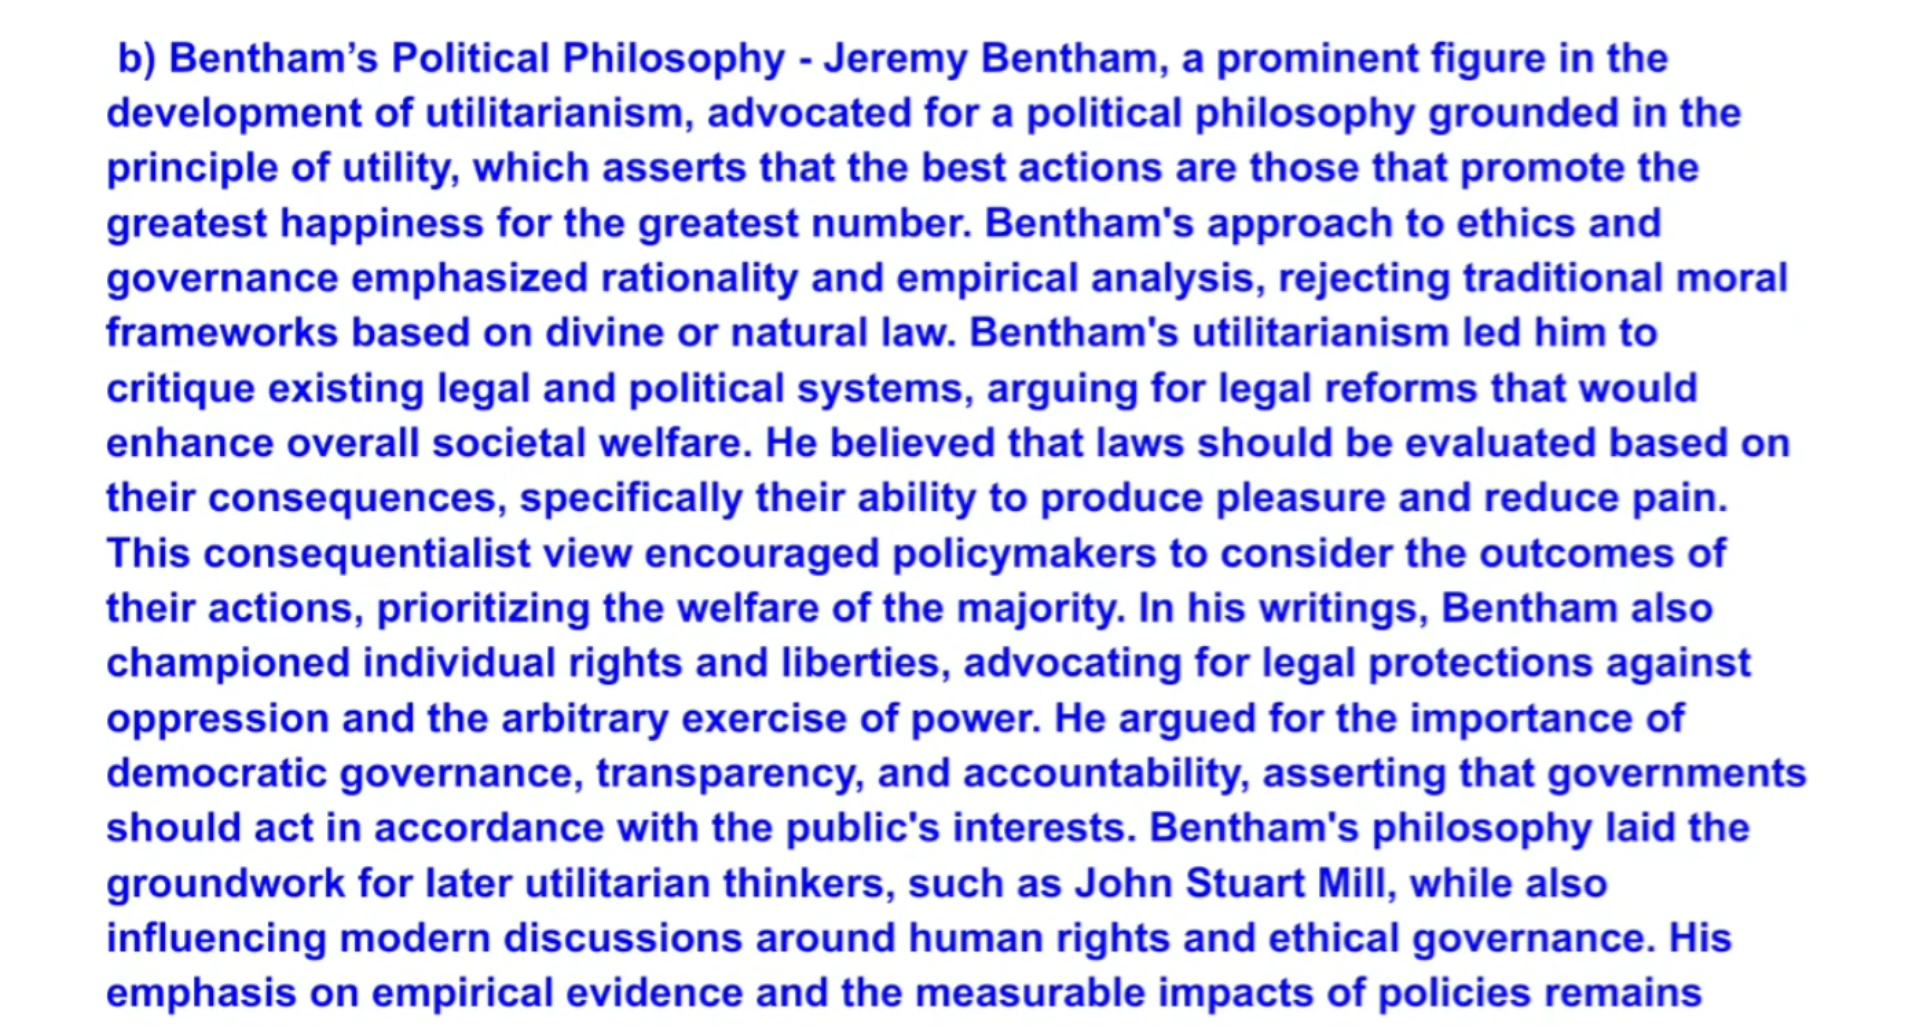 b) Bentham’s Political Philosophy - Jeremy Bentham, a prominent figure in the
development of utilitarianism, advocated for a political philosophy grounded in the
principle of utility, which asserts that the best actions are those that promote the
greatest happiness for the greatest number. Bentham's approach to ethics and
governance emphasized rationality and empirical analysis, rejecting traditional moral
frameworks based on divine or natural law. Bentham's utilitarianism led him to
critique existing legal and political systems, arguing for legal reforms that would
enhance overall societal welfare. He believed that laws should be evaluated based on
their consequences, specifically their ability to produce pleasure and reduce pain.
This consequentialist view encouraged policymakers to consider the outcomes of
their actions, prioritizing the welfare of the majority. In his writings, Bentham also
championed individual rights and liberties, advocating for legal protections against
oppression and the arbitrary exercise of power. He argued for the importance of
democratic governance, transparency, and accountability, asserting that governments
should act in accordance with the public's interests. Bentham's philosophy laid the
groundwork for later utilitarian thinkers, such as John Stuart Mill, while also
influencing modern discussions around human rights and ethical governance. His
emphasis on empirical evidence and the measurable impacts of policies remains